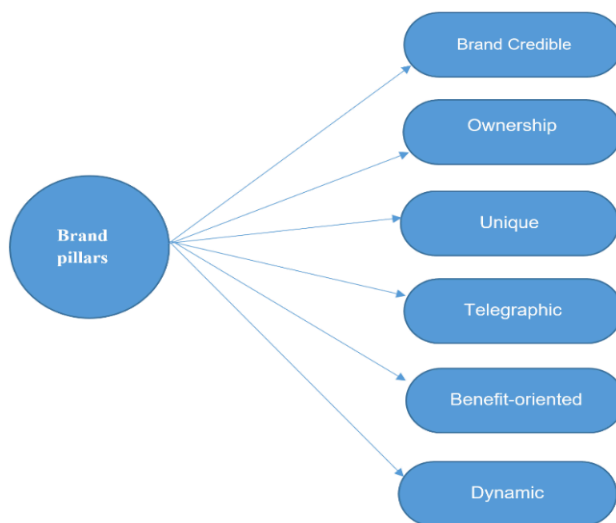 Brand Credible
Ownership
Brand
pillars
Unique
Telegraphic
Benefit-oriented
Dynamic